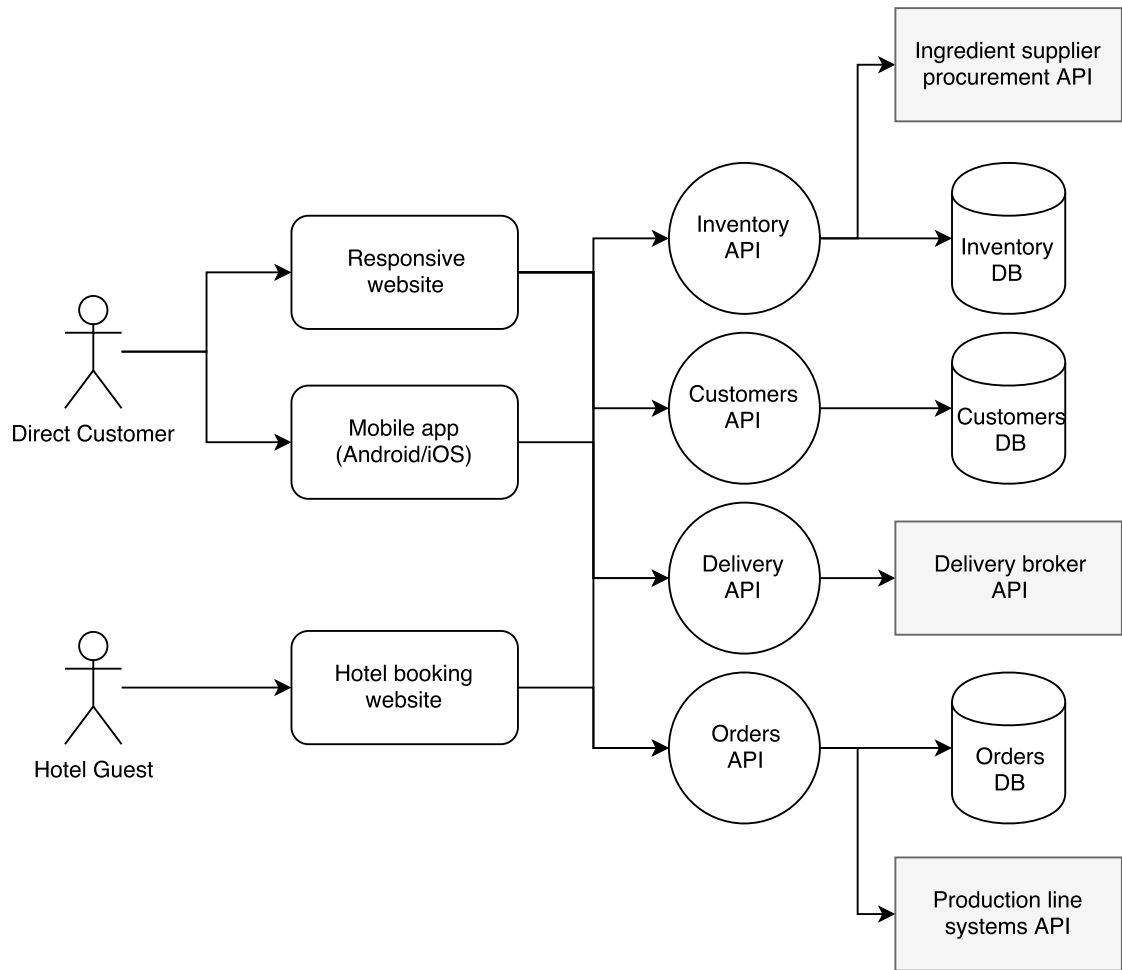 Ingredient supplier
procurement API
Inventory
API
Inventory
DB
Responsive
website
Direct Customer
Mobile app
(Android/iOS)
Customers
API
Customers
DB
Delivery
API
Delivery broker
API
Hotel Guest
Hotel booking
website
Orders
API
Orders
DB
Production line
systems API